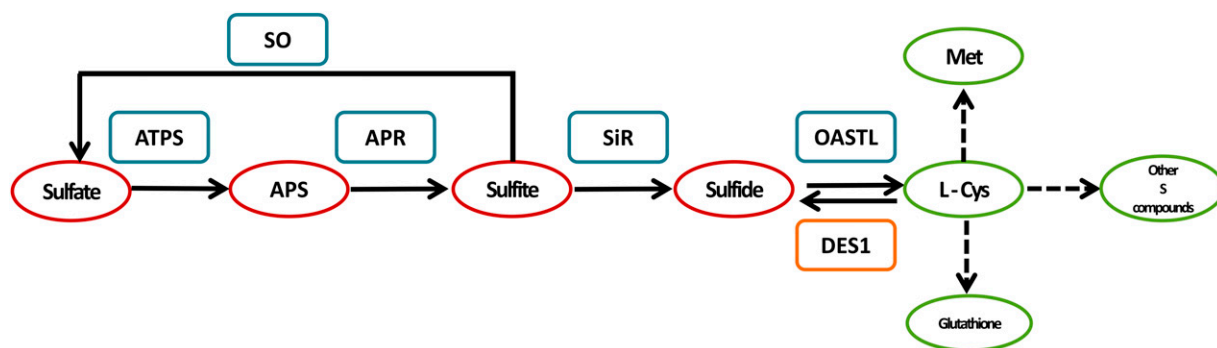 SO
Met
ATPS
APR
SiR
OASTL
Sulfate
APS
Sulfite
Sulfide
L-Cys
Other
S
compounds
DES1
Glutathione